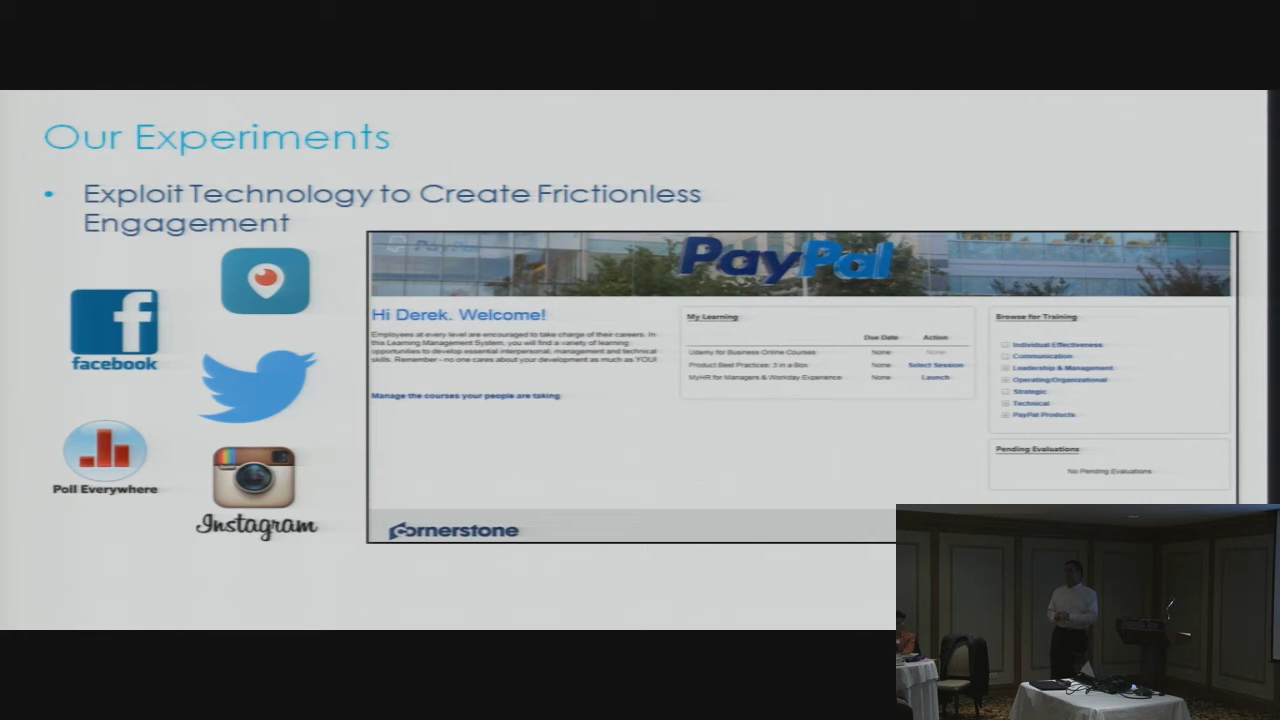 Our Experiments
• Exploit Technology to Create Frictionless
Engagement
facebook
Poll Everywhere
Instagram
PayPal
PayPal
Hi Derek. Welcome!
Employees at every level are encouraged to take charge of their careers. In
this Learning Management System, you will find a variety of learning
opportunities to develop essential interpersonal, management and technical
skills. Remember - no one cares about your development as much as YOU!
Manage the courses your people are taking
My Learning
Due Date Action
Udemy for Business Online Courses None None
Product Best Practices: 3 in a Box None Select Session
MyHR for Managers & Workday Experience None Launch
Browse for Training
Individual Effectiveness
Communication
Leadership & Management
Operating/Organizational
Strategic
Technical
PayPal Products
Pending Evaluations
No Pending Evaluations
Cornerstone